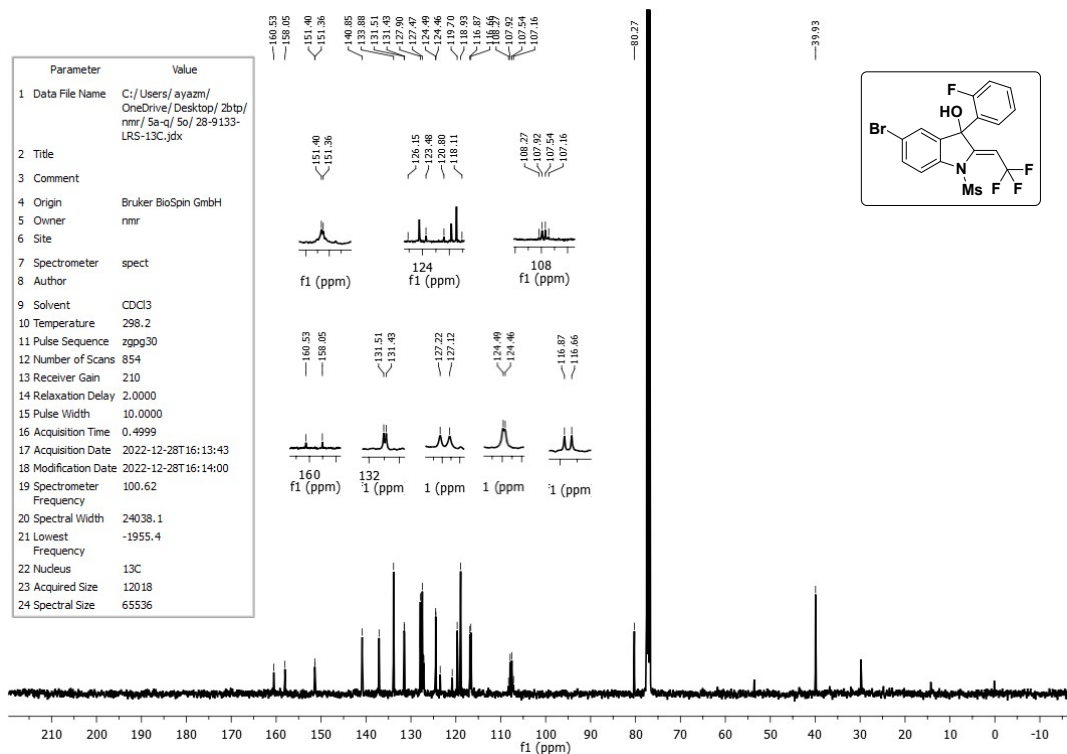 160.53
158.05
151.40
151.36
140.85
133.88
131.51
131.43
127.90
127.47
124.49
124.46
119.70
118.93
116.87
116.66
108.27
107.92
107.54
107.16
80.27
39.93
Parameter Value
1 Data File Name C:/Users/ayazm/
OneDrive/Desktop/2btp/
nmr/5a-q/5o/28-9133-
LRS-13C.jdx
2 Title
3 Comment
4 Origin Bruker BioSpin GmbH
5 Owner nmr
6 Site
7 Spectrometer spect
8 Author
9 Solvent CDCl3
10 Temperature 298.2
11 Pulse Sequence zgpg30
12 Number of Scans 854
13 Receiver Gain 210
14 Relaxation Delay 2.0000
15 Pulse Width 10.0000
16 Acquisition Time 0.4999
17 Acquisition Date 2022-12-28T16:13:43
18 Modification Date 2022-12-28T16:14:00
19 Spectrometer 100.62
Frequency
20 Spectral Width 24038.1
21 Lowest -1955.4
Frequency
22 Nucleus 13C
23 Acquired Size 12018
24 Spectral Size 65536
F
HO
Br
N
Ms
F
F
F
151.40
151.36
f1 (ppm)
126.15
123.48
120.80
118.11
124
f1 (ppm)
108.27
107.92
107.54
107.16
108
f1 (ppm)
160.53
158.05
160
f1 (ppm)
131.51
131.43
132
1 (ppm
127.22
127.12
1 (ppm
124.49
124.46
1 (ppm
116.87
116.66
1 (ppm
210 200 190 180 170 160 150 140 130 120 110 100 90 80 70 60 50 40 30 20 10 0 -10
f1 (ppm)